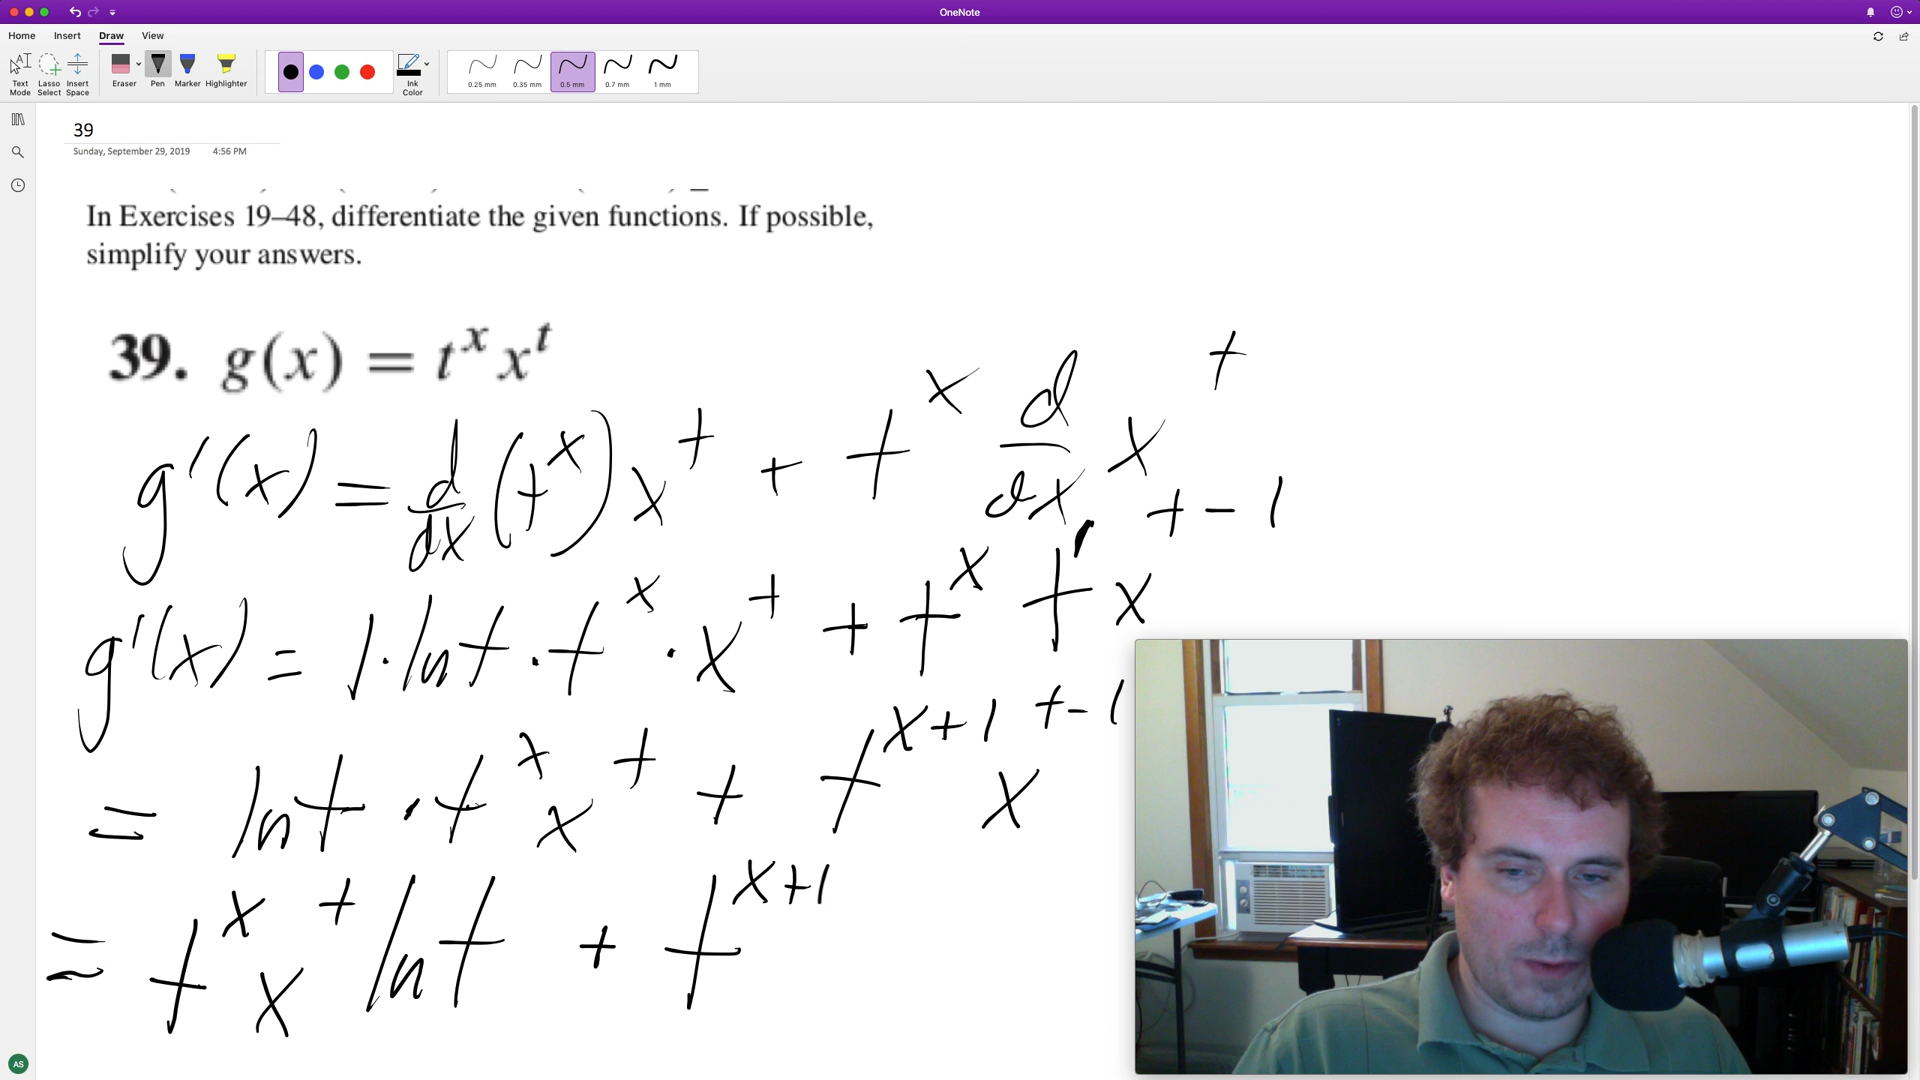 OneNote
Home Insert Draw View
Text Mode
Lasso Select
Insert Space
Eraser
Pen
Marker
Highlighter
Ink Color
0.25 mm
0.35 mm
0.5 mm
0.7 mm
1 mm
39
Sunday, September 29, 2019 4:56 PM
In Exercises 19–48, differentiate the given functions. If possible,
simplify your answers.
39. g(x) = t^x x^t
g'(x) = d/dx (t^x) x^t + t^x d/dx x^t
g'(x) = 1 · ln t · t^x · x^t + t^x t x^{t-1}
= ln t · t^x x^t + t^{x+1} x^{t-1}
= t^x x^t ln t + t^{x+1}
AS